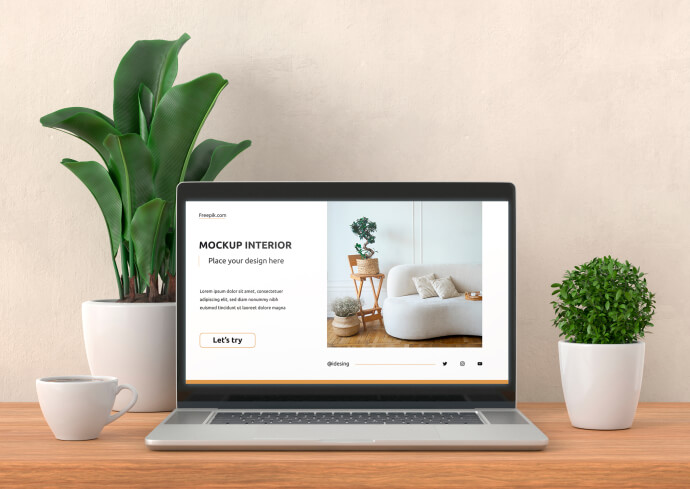 Freepik.com
MOCKUP INTERIOR
Place your design here
Lorem ipsum dolor sit amet, consectetuer
adipiscing elit, sed diam nonummy nibh
euismod tincidunt ut laoreet dolore magna
Let's try
@idesing